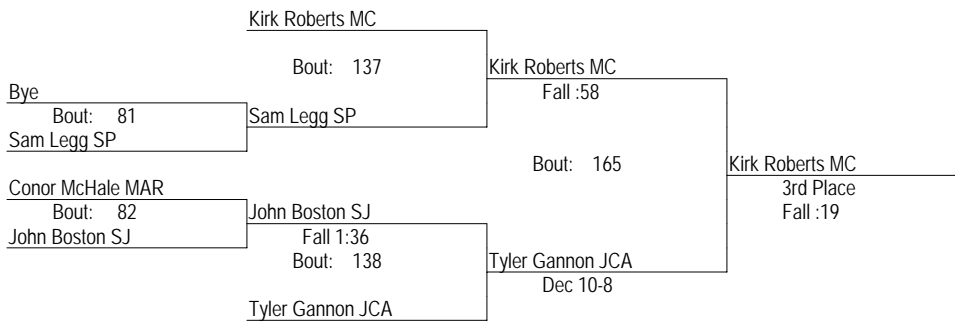 Kirk Roberts MC
Bout: 137
Kirk Roberts MC
Fall :58
Bye
Bout: 81
Sam Legg SP
Sam Legg SP
Bout: 165
Kirk Roberts MC
3rd Place
Fall :19
Conor McHale MAR
Bout: 82
John Boston SJ
John Boston SJ
Fall 1:36
Bout: 138
Tyler Gannon JCA
Dec 10-8
Tyler Gannon JCA